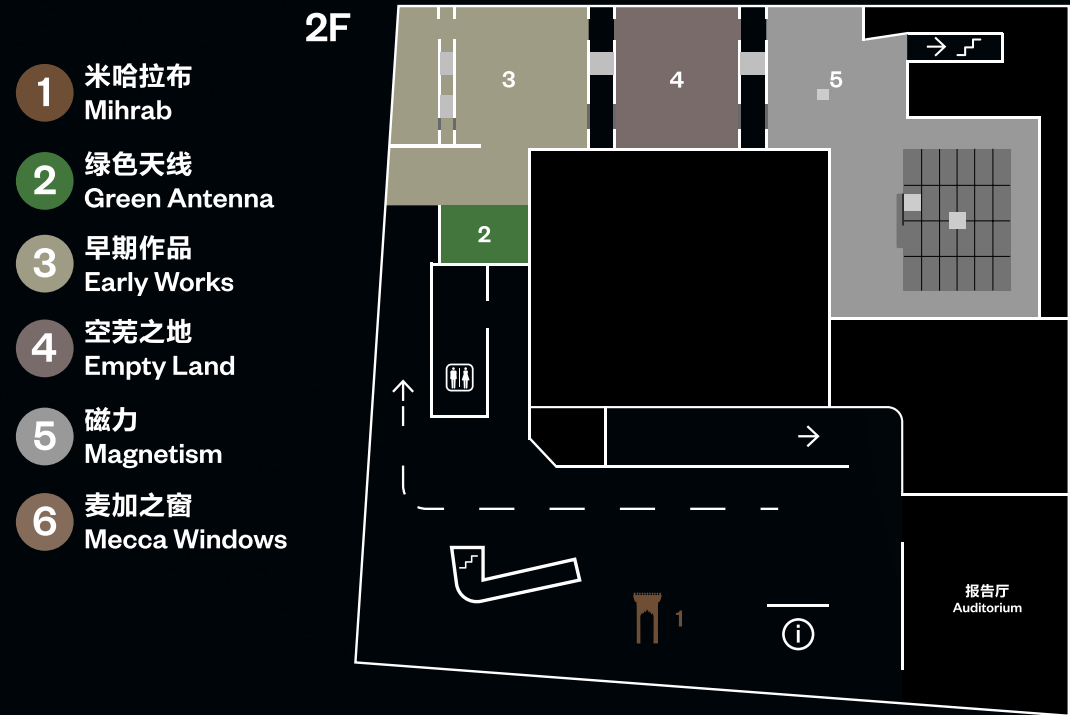 2F
1
米哈拉布
Mihrab
2
绿色天线
Green Antenna
3
早期作品
Early Works
4
空芜之地
Empty Land
5
磁力
Magnetism
6
麦加之窗
Mecca Windows
3
4
5
2
1
i
报告厅
Auditorium